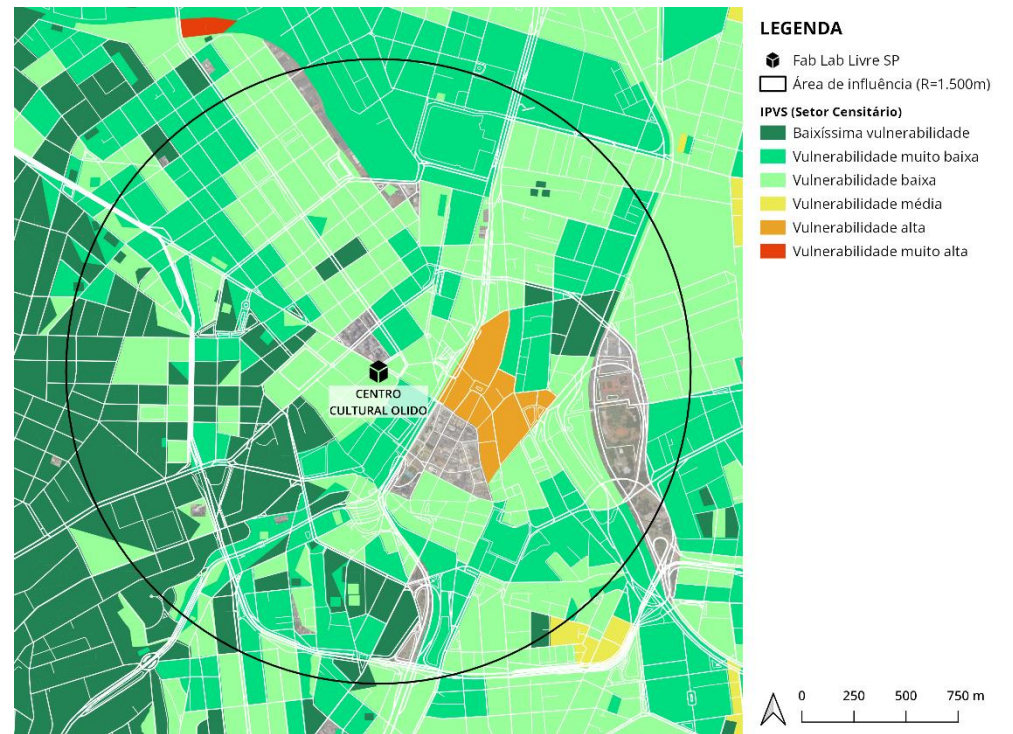 CENTRO
CULTURAL OLIDO
LEGENDA
Fab Lab Livre SP
Área de influência (R=1.500m)
IPVS (Setor Censitário)
Baixíssima vulnerabilidade
Vulnerabilidade muito baixa
Vulnerabilidade baixa
Vulnerabilidade média
Vulnerabilidade alta
Vulnerabilidade muito alta
0 250 500 750 m